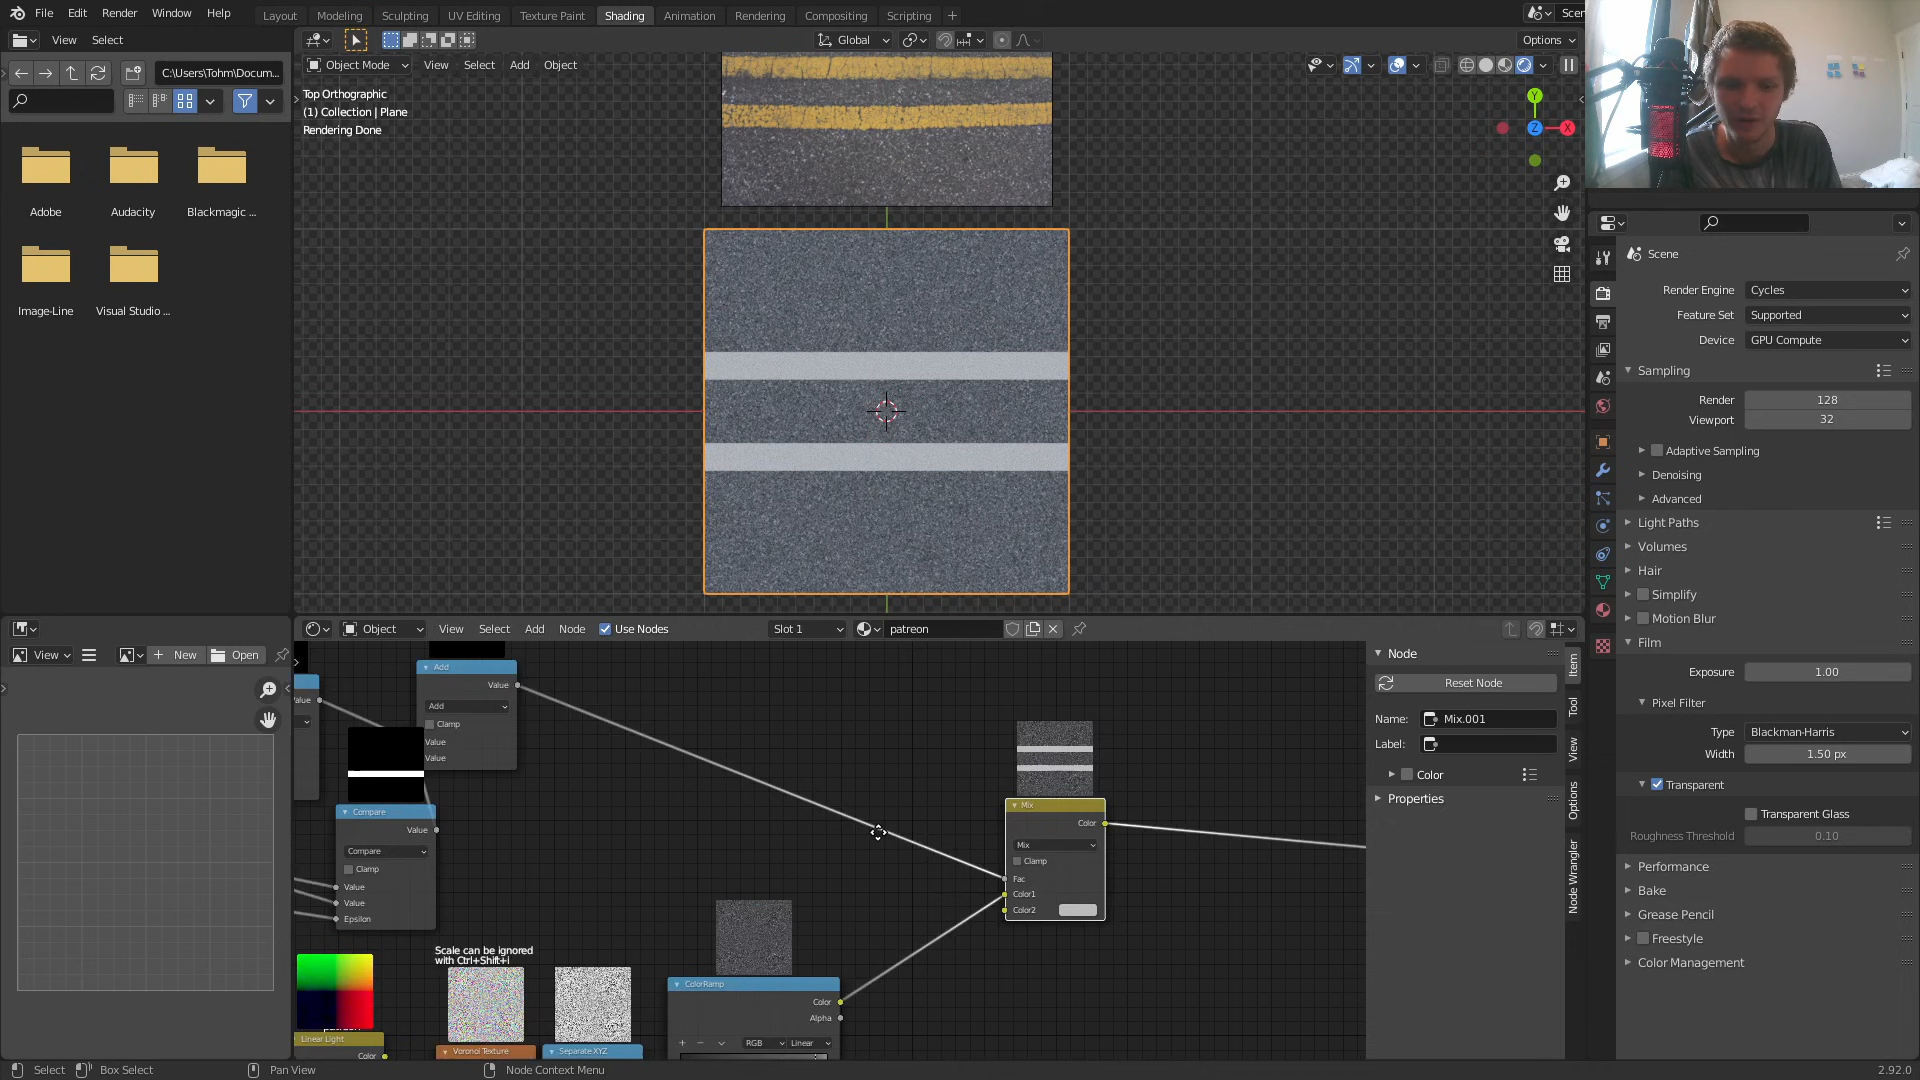 File Edit Render Window Help
Layout Modeling Sculpting UV Editing Texture Paint Shading Animation Rendering Compositing Scripting +
Scen
View Select
Global
Options
C:\Users\Tohm\Docum...
Object Mode View Select Add Object
Top Orthographic
(1) Collection | Plane
Rendering Done
Y
Z
X
Adobe
Audacity
Blackmagic ...
Image-Line
Visual Studio ...
Scene
Render Engine Cycles
Feature Set Supported
Device GPU Compute
Sampling
Render 128
Viewport 32
Adaptive Sampling
Denoising
Advanced
Light Paths
Volumes
Hair
Simplify
Motion Blur
Film
Exposure 1.00
Pixel Filter
Type Blackman-Harris
Width 1.50 px
Transparent
Transparent Glass
Roughness Threshold 0.10
Performance
Bake
Grease Pencil
Freestyle
Color Management
Object View Select Add Node Use Nodes
Slot 1
patreon
View
New
Open
Add
Value
Add
Clamp
Value
Value
Compare
Value
Compare
Clamp
Value
Value
Epsilon
Mix
Color
Mix
Clamp
Fac
Color1
Color2
Scale can be ignored
with Ctrl+Shift+i
ColorRamp
Color
Alpha
RGB Linear
Linear Light
Color
Voronoi Texture
Separate XYZ
Node
Reset Node
Name: Mix.001
Label:
Color
Properties
Item
Tool
View
Options
Node Wrangler
Select Box Select Pan View Node Context Menu
2.92.0